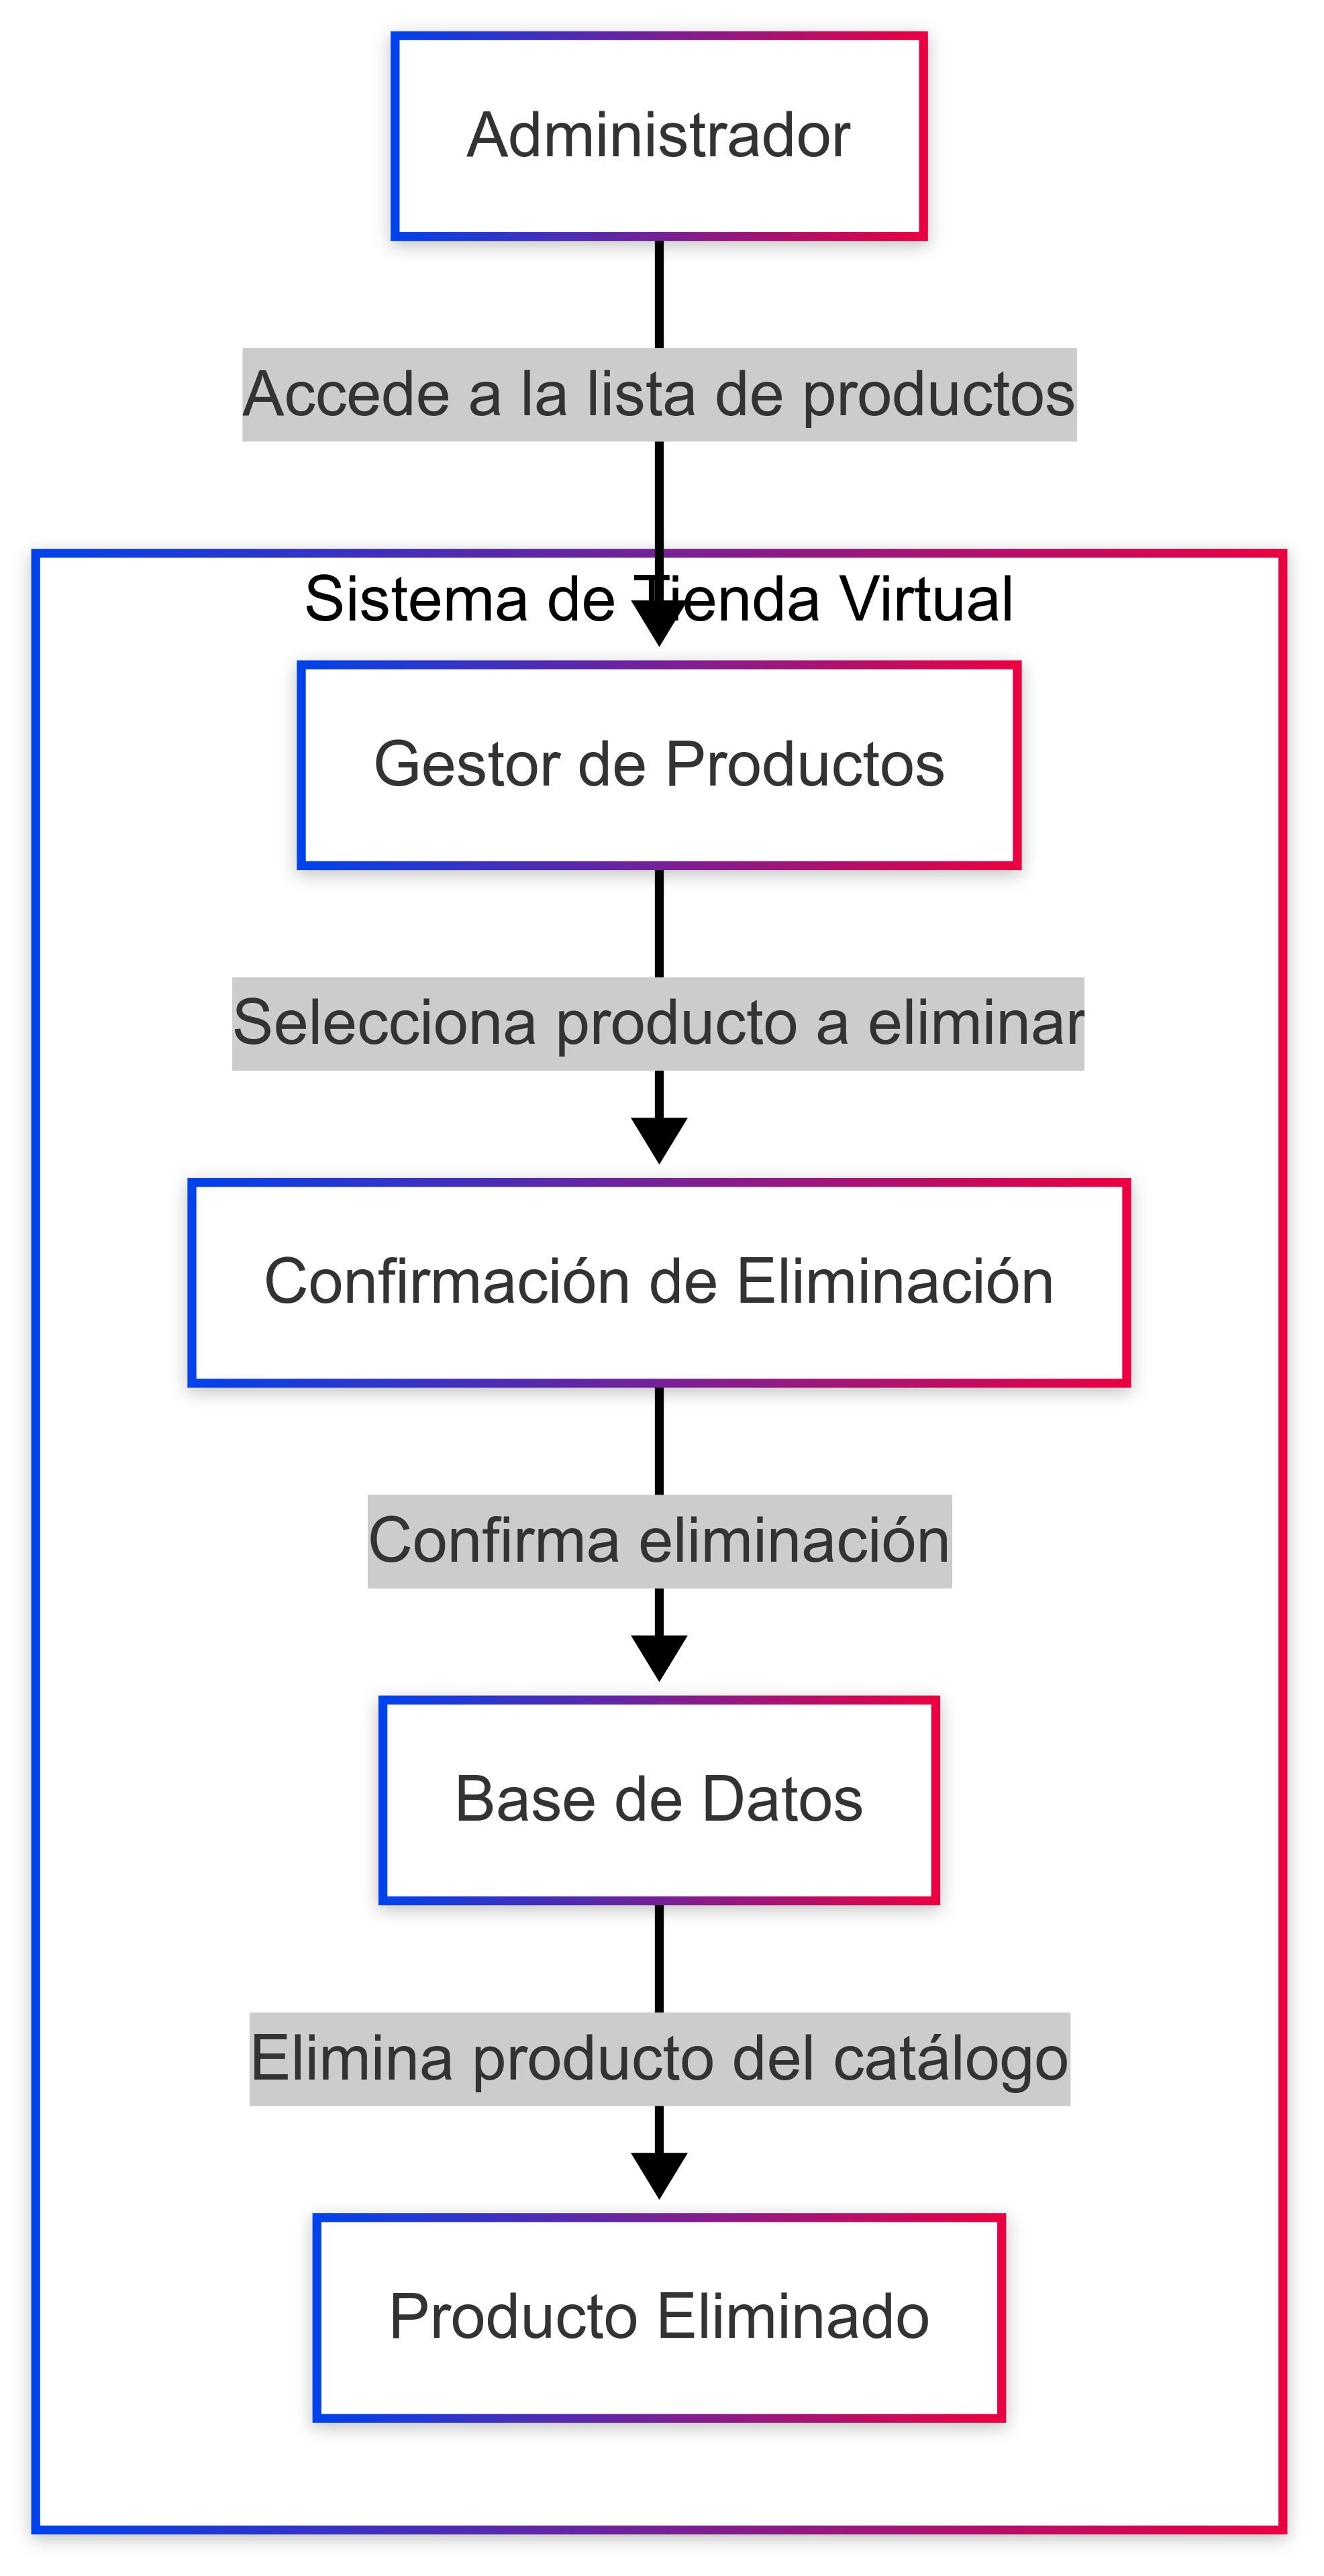 Administrador
Accede a la lista de productos
Sistema de Tienda Virtual
Gestor de Productos
Selecciona producto a eliminar
Confirmación de Eliminación
Confirma eliminación
Base de Datos
Elimina producto del catálogo
Producto Eliminado